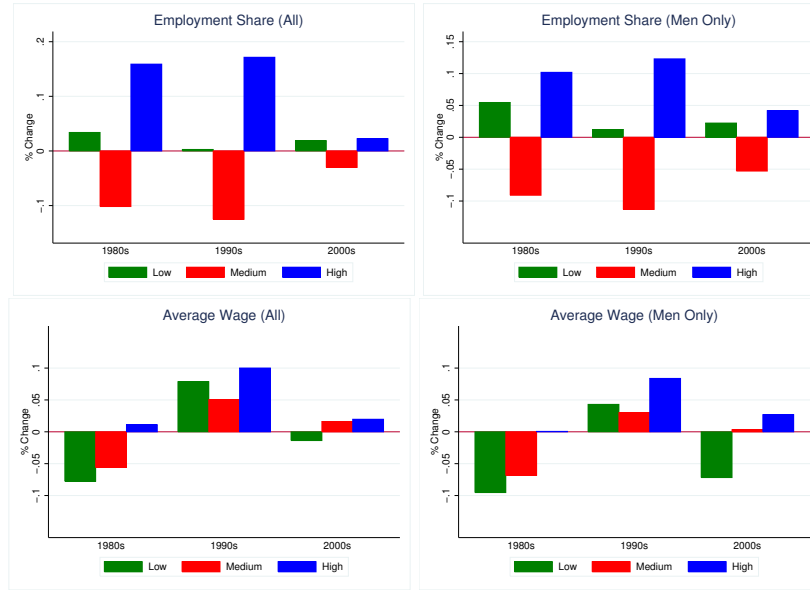 Employment Share (All)
% Change
.2
.1
0
-.1
1980s 1990s 2000s
Low Medium High
Employment Share (Men Only)
% Change
.15
.1
.05
0
-.05
-.1
1980s 1990s 2000s
Low Medium High
Average Wage (All)
% Change
.1
.05
0
-.05
-.1
1980s 1990s 2000s
Low Medium High
Average Wage (Men Only)
% Change
.1
.05
0
-.05
-.1
1980s 1990s 2000s
Low Medium High